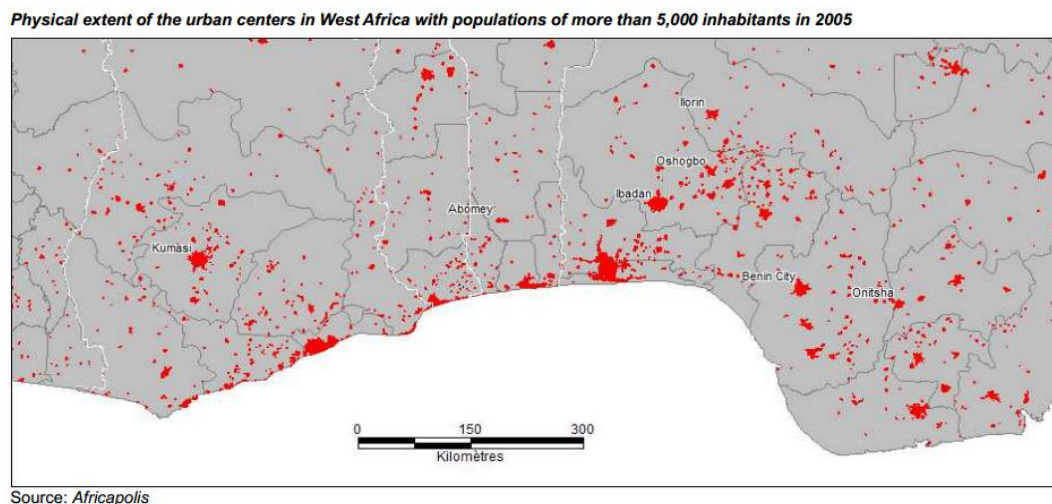 Physical extent of the urban centers in West Africa with populations of more than 5,000 inhabitants in 2005
Ilorin
Oshogbo
Ibadan
Abomey
Kumasi
Benin City
Onitsha
0 150 300
Kilomètres
Source: Africapolis